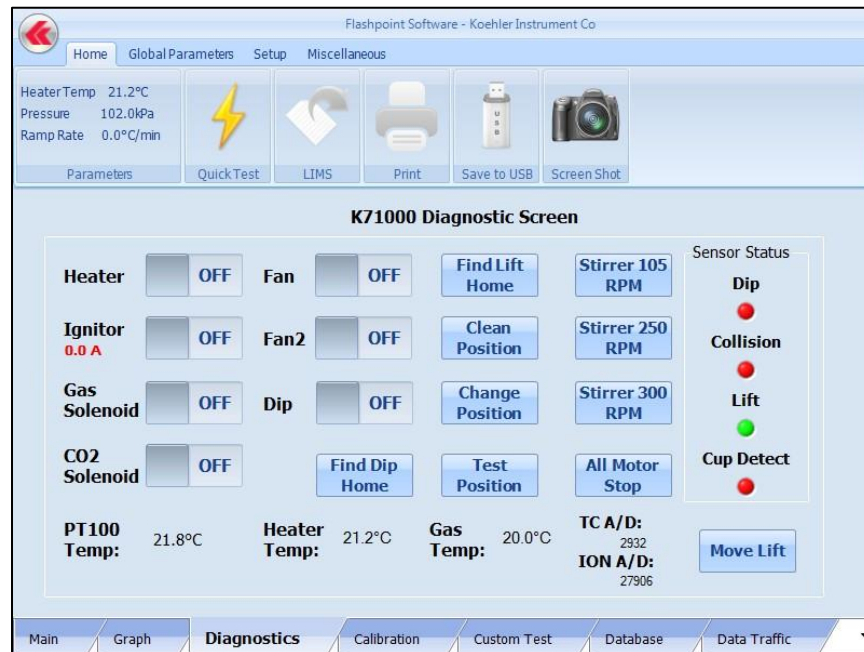 Flashpoint Software - Koehler Instrument Co
Home Global Parameters Setup Miscellaneous
HeaterTemp 21.2°C
Pressure 102.0kPa
Ramp Rate 0.0°C/min
Parameters
QuickTest
LIMS
Print
USB
Save to USB
Screen Shot
K71000 Diagnostic Screen
Heater OFF
Fan OFF
Find Lift
Home
Stirrer 105
RPM
Ignitor
0.0 A
OFF
Fan2 OFF
Clean
Position
Stirrer 250
RPM
Gas
Solenoid
OFF
Dip OFF
Change
Position
Stirrer 300
RPM
CO2
Solenoid
OFF
Find Dip
Home
Test
Position
All Motor
Stop
Sensor Status
Dip
Collision
Lift
Cup Detect
PT100
Temp:
21.8°C
Heater
Temp:
21.2°C
Gas
Temp:
20.0°C
TC A/D:
2932
ION A/D:
27906
Move Lift
Main Graph Diagnostics Calibration Custom Test Database Data Traffic